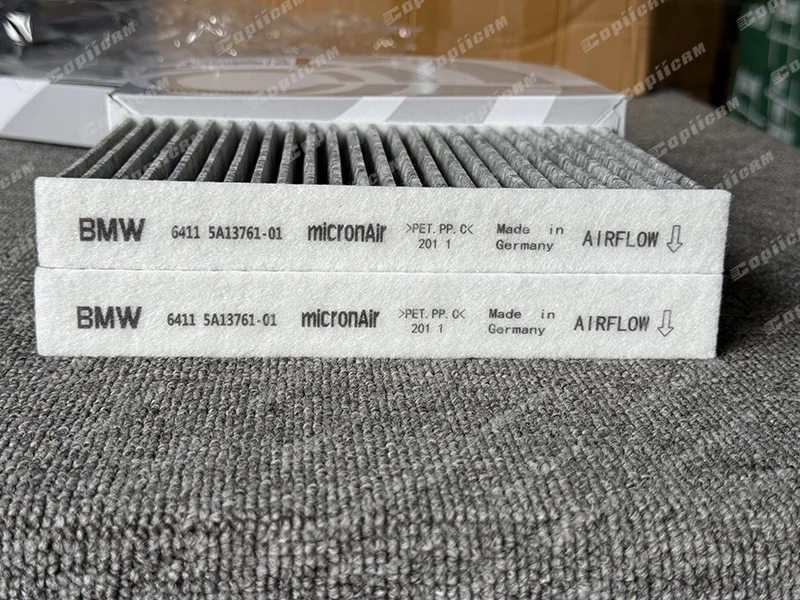 BMW 6411 5A13761-01 micronAir >PET.PP.C< 201 1 Made in Germany AIRFLOW
BMW 6411 5A13761-01 micronAir >PET.PP.C< 201 1 Made in Germany AIRFLOW
CopiiCRM